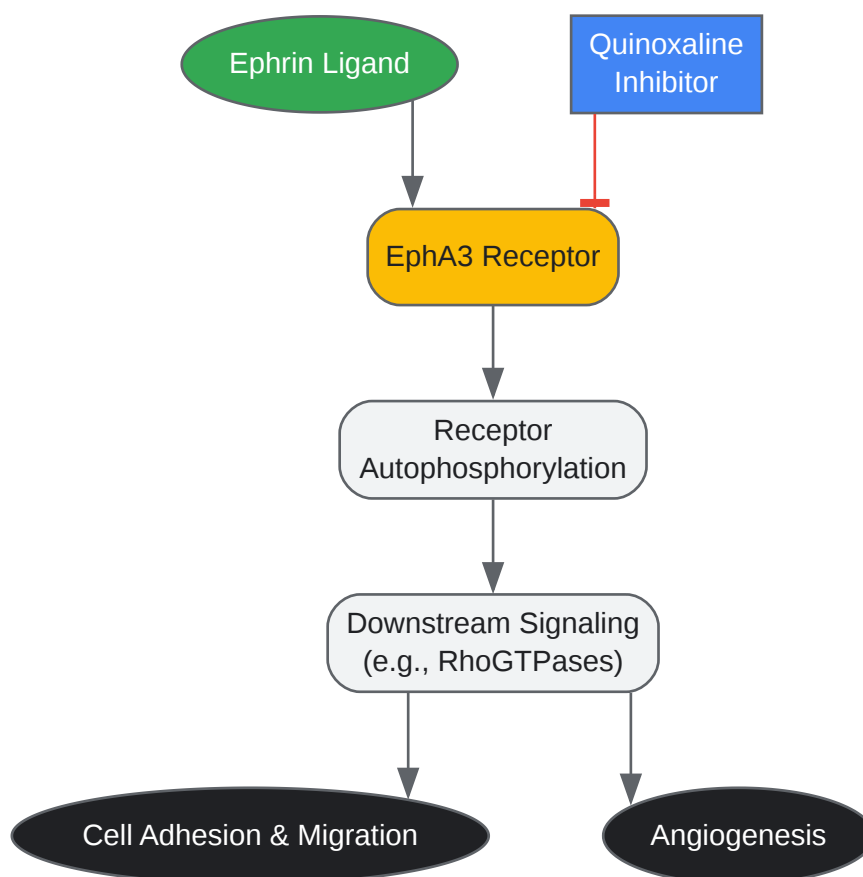 Ephrin Ligand
Quinoxaline
Inhibitor
EphA3 Receptor
Receptor
Autophosphorylation
Downstream Signaling
(e.g., RhoGTPases)
Cell Adhesion & Migration
Angiogenesis